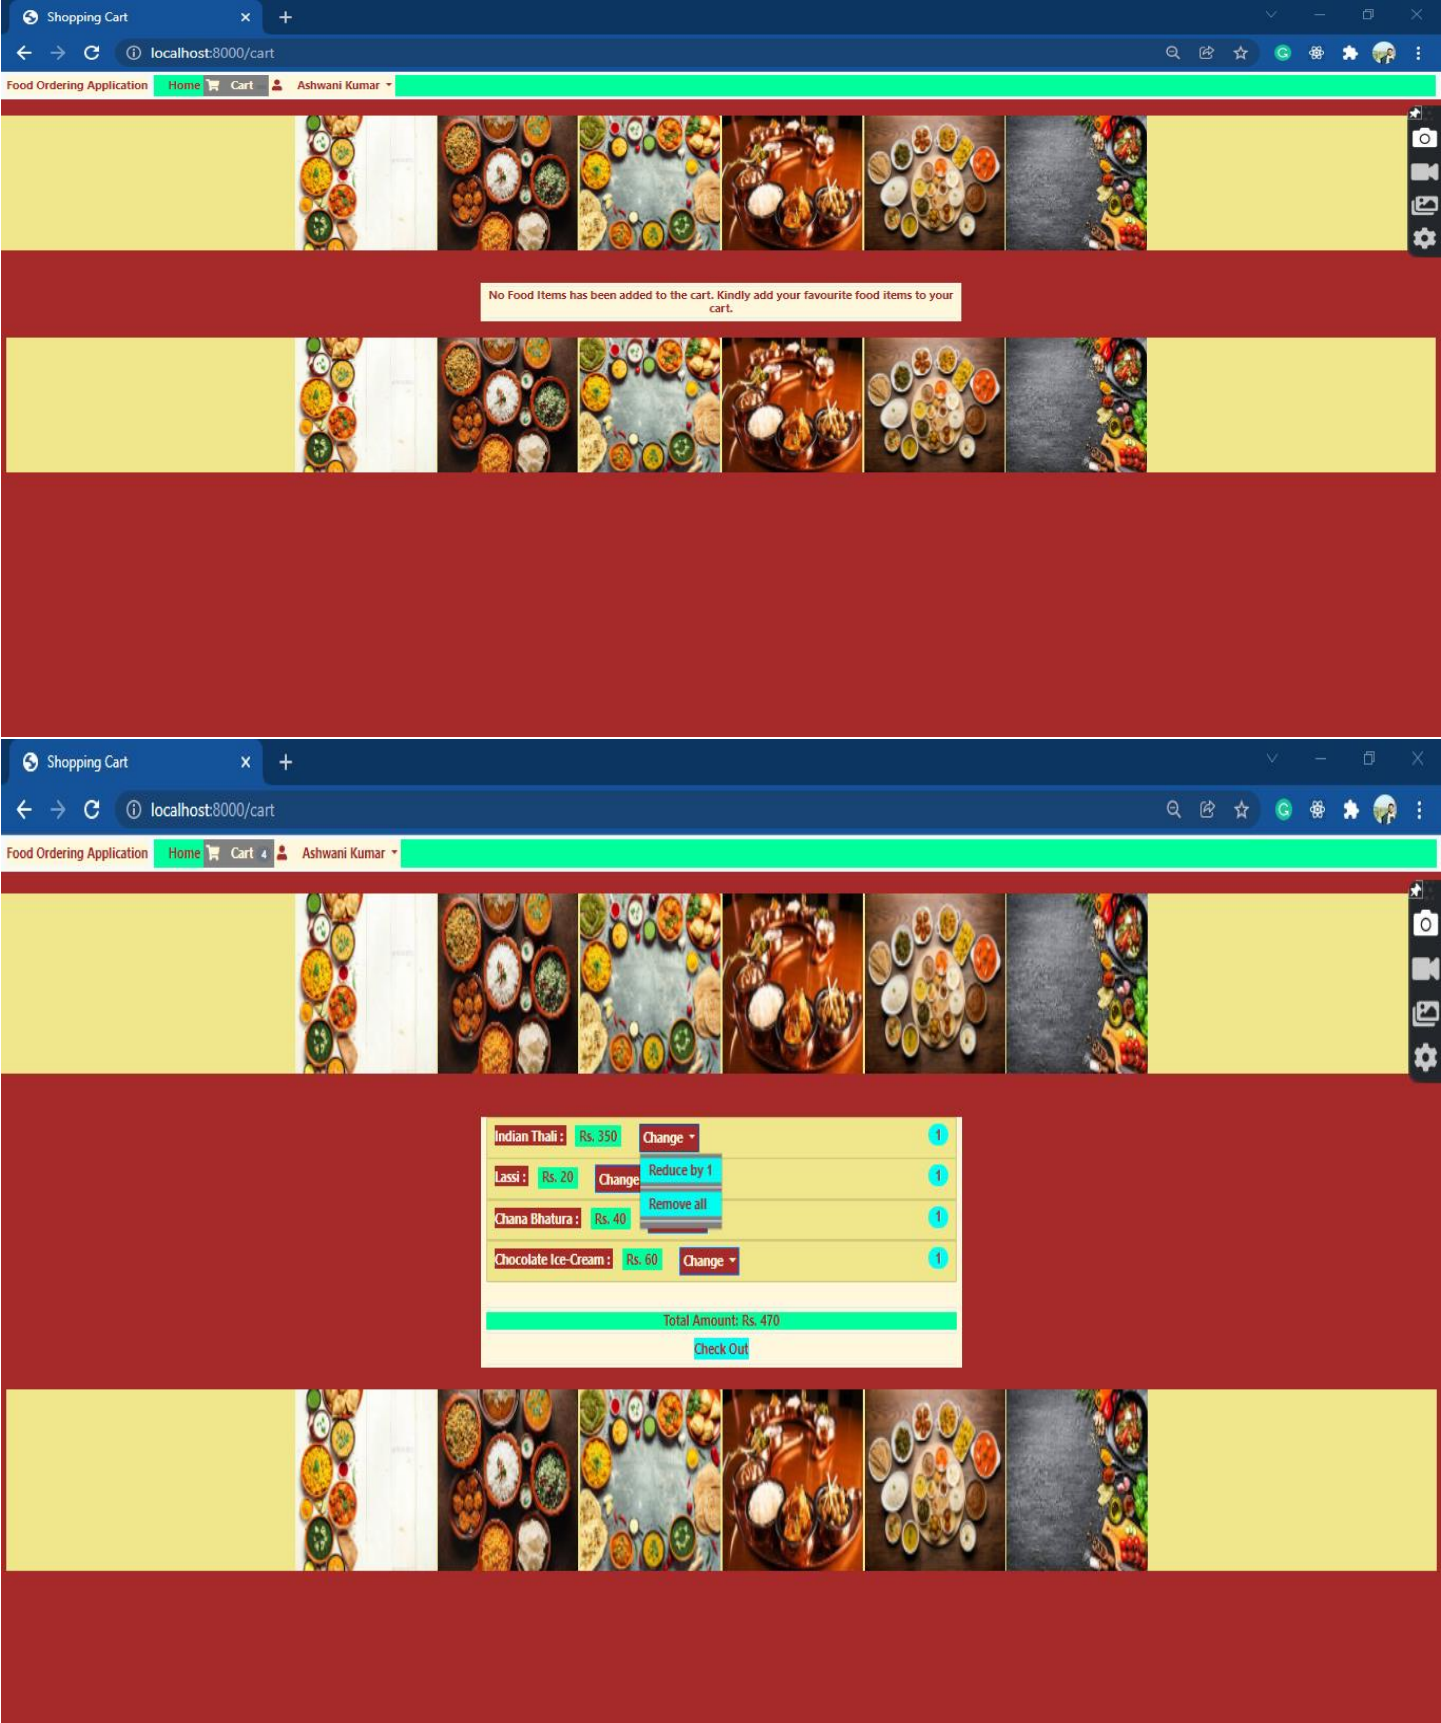 Shopping Cart
localhost:8000/cart
Food Ordering Application Home Cart Ashwani Kumar
No Food Items has been added to the cart. Kindly add your favourite food items to your
cart.
Shopping Cart
localhost:8000/cart
Food Ordering Application Home Cart 4 Ashwani Kumar
Indian Thali : Rs. 350 Change 1
Reduce by 1
Lassi : Rs. 20 Change 1
Remove all
Chana Bhatura : Rs. 40 1
Chocolate Ice-Cream : Rs. 60 Change 1
Total Amount: Rs. 470
Check Out